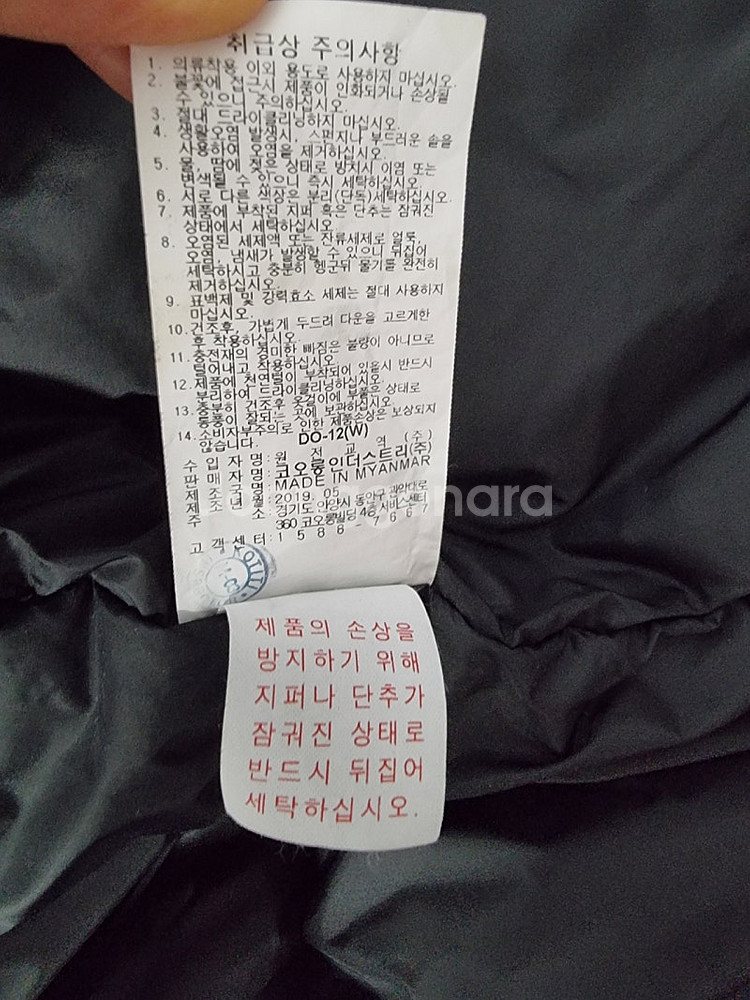 취급상 주의사항
1. 의류착용 이외 용도로 사용하지 마십시오.
2. 불꽃에 접근시 제품이 인화되거나 손상될
수 있으니 주의하십시오.
3. 절대 드라이클리닝하지 마십시오.
4. 생활오염 발생시, 스펀지나 부드러운 솔을
사용하여 오염을 제거하십시오.
5. 물, 땀에 젖은 상태로 방치시 이염 또는
변색될 수 있으니 즉시 세탁하십시오.
6. 서로 다른 색상은 분리(단독)세탁하십시오.
7. 제품에 부착된 지퍼 혹은 단추는 잠궈진
상태에서 세탁하십시오.
8. 오염된 세제액 또는 잔류세제로 얼룩,
오염, 냄새가 발생할 수 있으니 뒤집어
세탁하시고 충분히 헹군뒤 물기를 완전히
제거하십시오.
9. 표백제 및 강력효소 세제는 절대 사용하지
마십시오.
10. 건조후, 가볍게 두드려 다운을 고르게한
후 착용하십시오.
11. 충전재의 경미한 빠짐은 불량이 아니므로
털어내고 착용하십시오.
12. 제품에 천연털이 부착되어 있을시 반드시
분리하여 드라이클리닝하십시오.
13. 충분히 건조후 옷걸이에 부풀은 상태로
통풍이 잘되는 곳에 보관하십시오.
14. 소비자부주의로 인한 제품손상은 보상되지
않습니다.
DO-12(W)
수입자명: 원전교역(주)
판매자명: 코오롱인더스트리(주)
제조국명: MADE IN MYANMAR
제조년월: 2019. 05
주소: 경기도 안양시 동안구 관악대로
360 코오롱빌딩 4층 서비스센터
고객센터: 1588-7667
KOTITI
제품의 손상을
방지하기 위해
지퍼나 단추가
잠궈진 상태로
반드시 뒤집어
세탁하십시오.